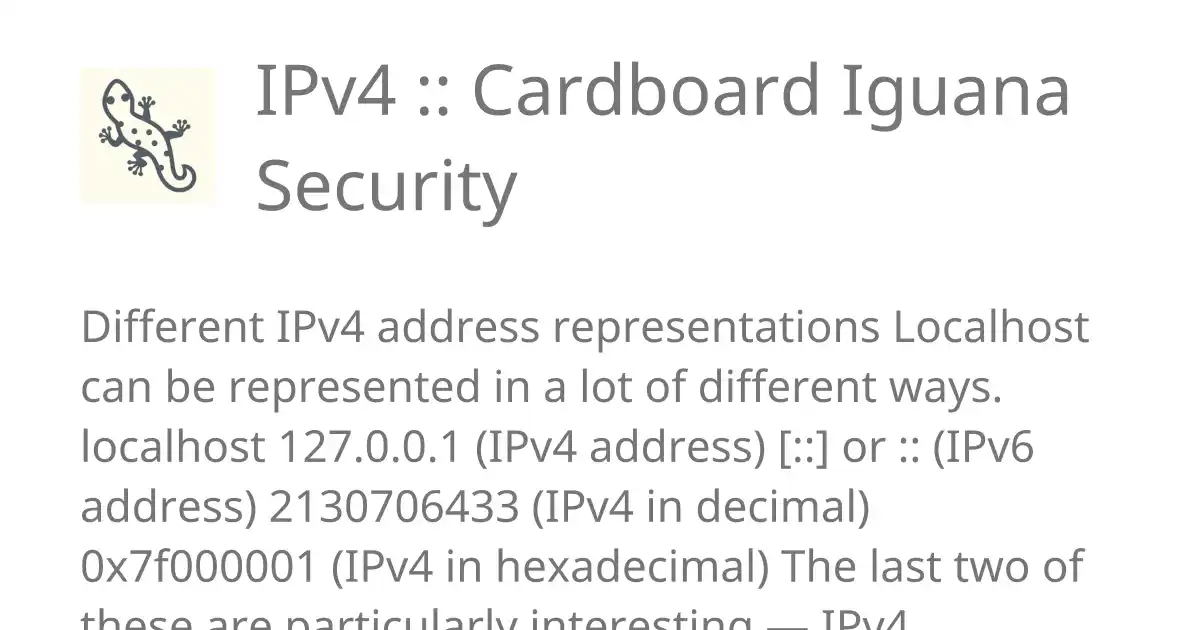 IPv4 :: Cardboard Iguana
Security
Different IPv4 address representations Localhost
can be represented in a lot of different ways.
localhost 127.0.0.1 (IPv4 address) [::] or :: (IPv6
address) 2130706433 (IPv4 in decimal)
0x7f000001 (IPv4 in hexadecimal) The last two of
these are particularly interesting — IPv4